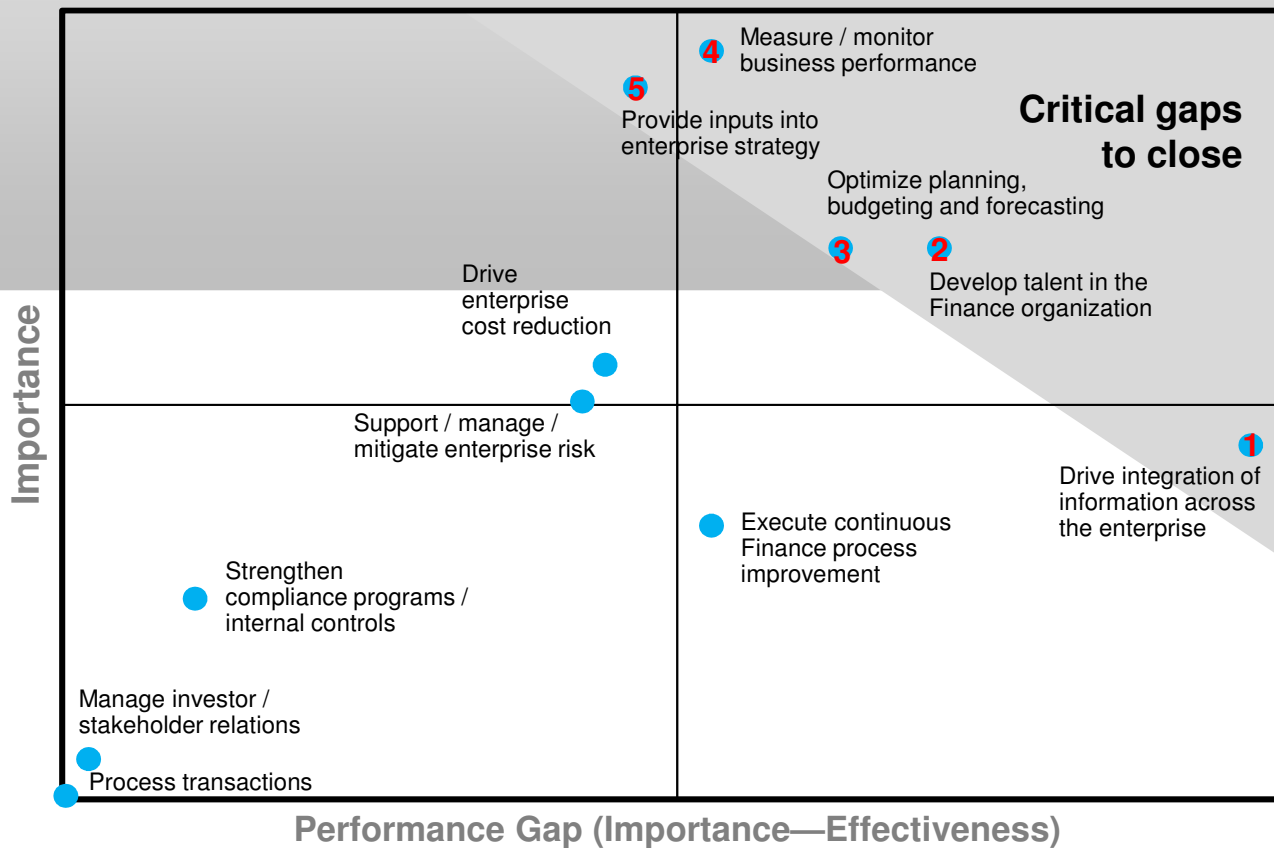 4
Measure / monitor
business performance
5
Provide inputs into
enterprise strategy
Critical gaps
to close
Optimize planning,
budgeting and forecasting
3
2
Develop talent in the
Finance organization
Drive
enterprise
cost reduction
Support / manage /
mitigate enterprise risk
1
Drive integration of
information across
the enterprise
Execute continuous
Finance process
improvement
Strengthen
compliance programs /
internal controls
Manage investor /
stakeholder relations
Process transactions
Importance
Performance Gap (Importance—Effectiveness)